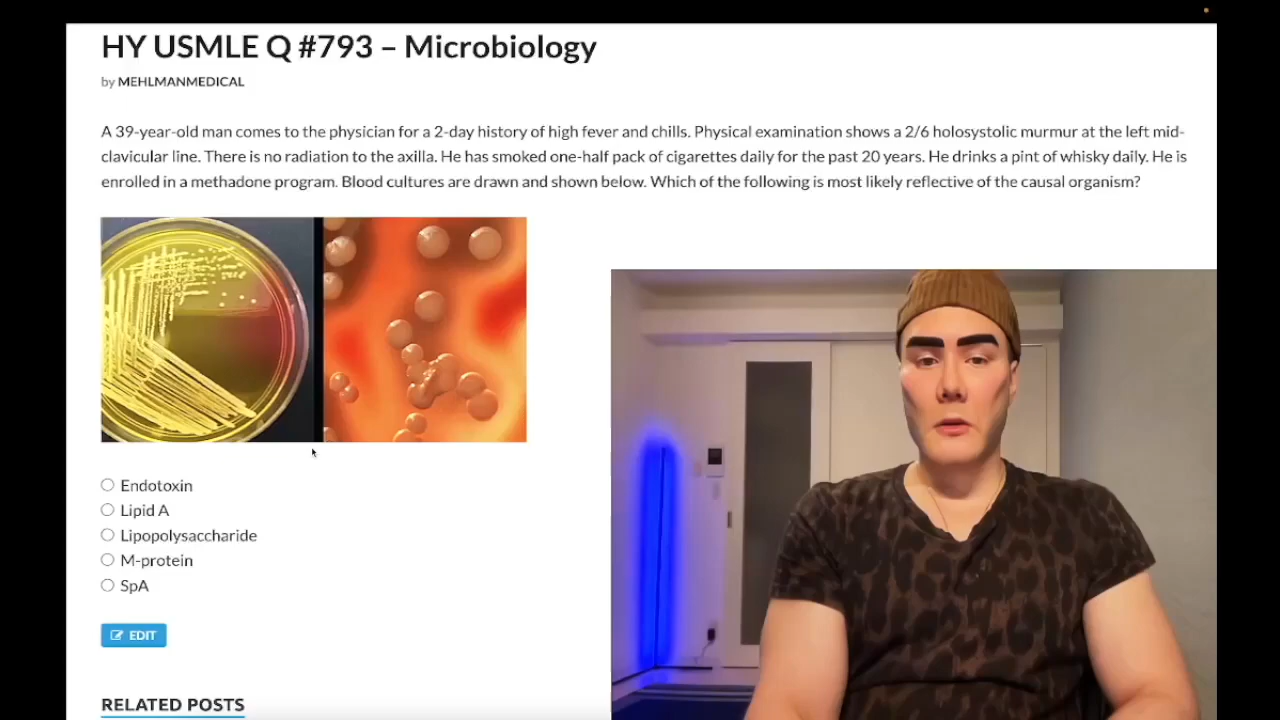 HY USMLE Q #793 – Microbiology
by MEHLMANMEDICAL
A 39-year-old man comes to the physician for a 2-day history of high fever and chills. Physical examination shows a 2/6 holosystolic murmur at the left mid-
clavicular line. There is no radiation to the axilla. He has smoked one-half pack of cigarettes daily for the past 20 years. He drinks a pint of whisky daily. He is
enrolled in a methadone program. Blood cultures are drawn and shown below. Which of the following is most likely reflective of the causal organism?
Endotoxin
Lipid A
Lipopolysaccharide
M-protein
SpA
EDIT
RELATED POSTS